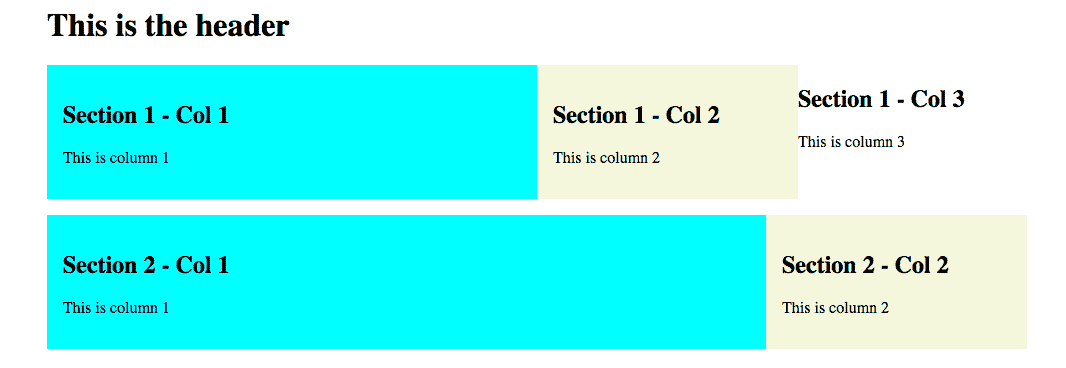 This is the header
Section 1 - Col 1
This is column 1
Section 1 - Col 2
This is column 2
Section 1 - Col 3
This is column 3
Section 2 - Col 1
This is column 1
Section 2 - Col 2
This is column 2